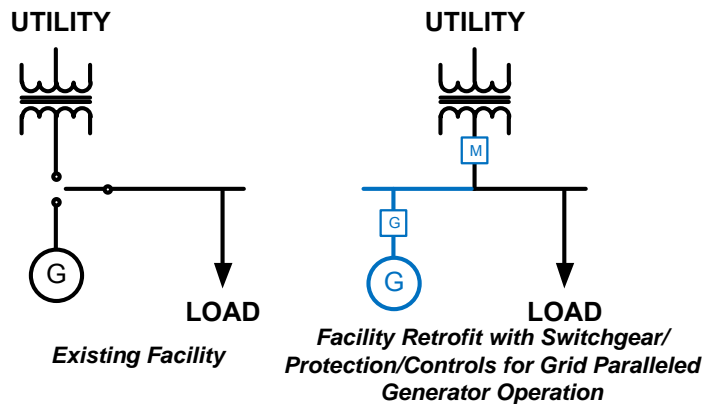 UTILITY
G
LOAD
Existing Facility
UTILITY
M
G
G
LOAD
Facility Retrofit with Switchgear/
Protection/Controls for Grid Paralleled
Generator Operation